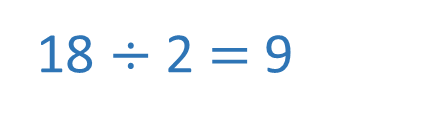 18 ÷ 2 = 9